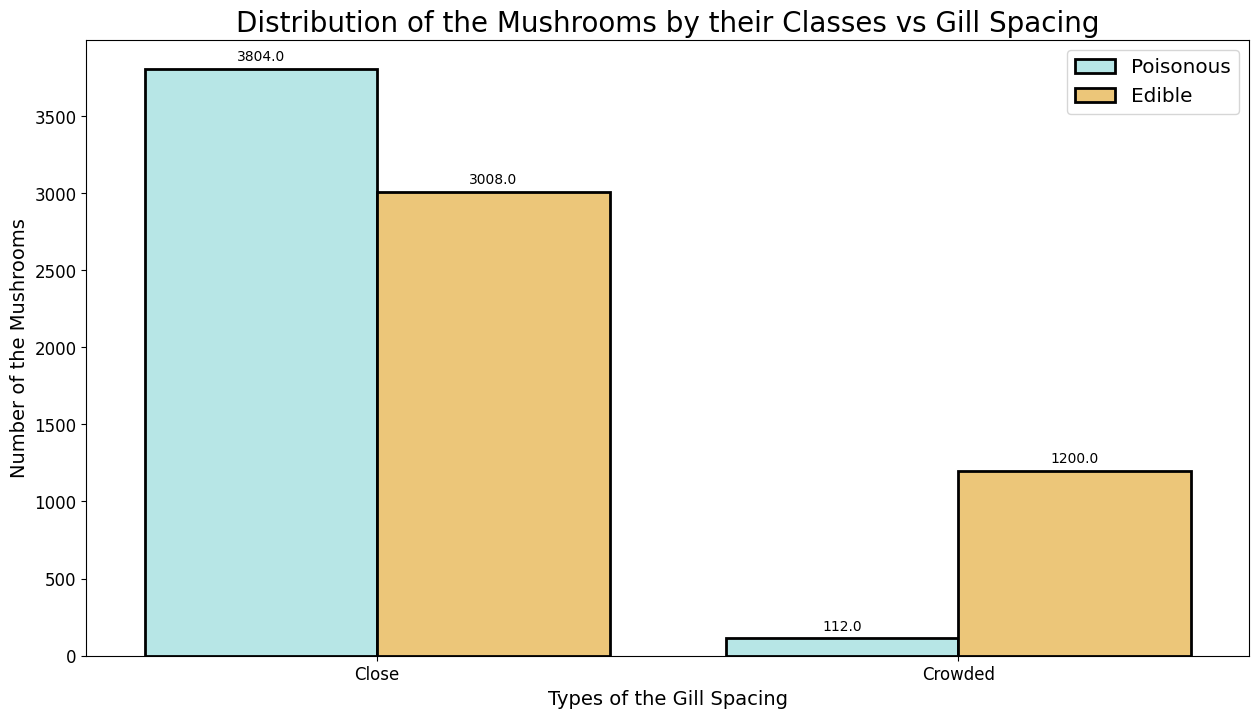 Distribution of the Mushrooms by their Classes vs Gill Spacing
3804.0
Poisonous
Edible
3500
3008.0
3000
2500
Number of the Mushrooms
2000
1500
1200.0
1000
500
112.0
0
Close
Crowded
Types of the Gill Spacing